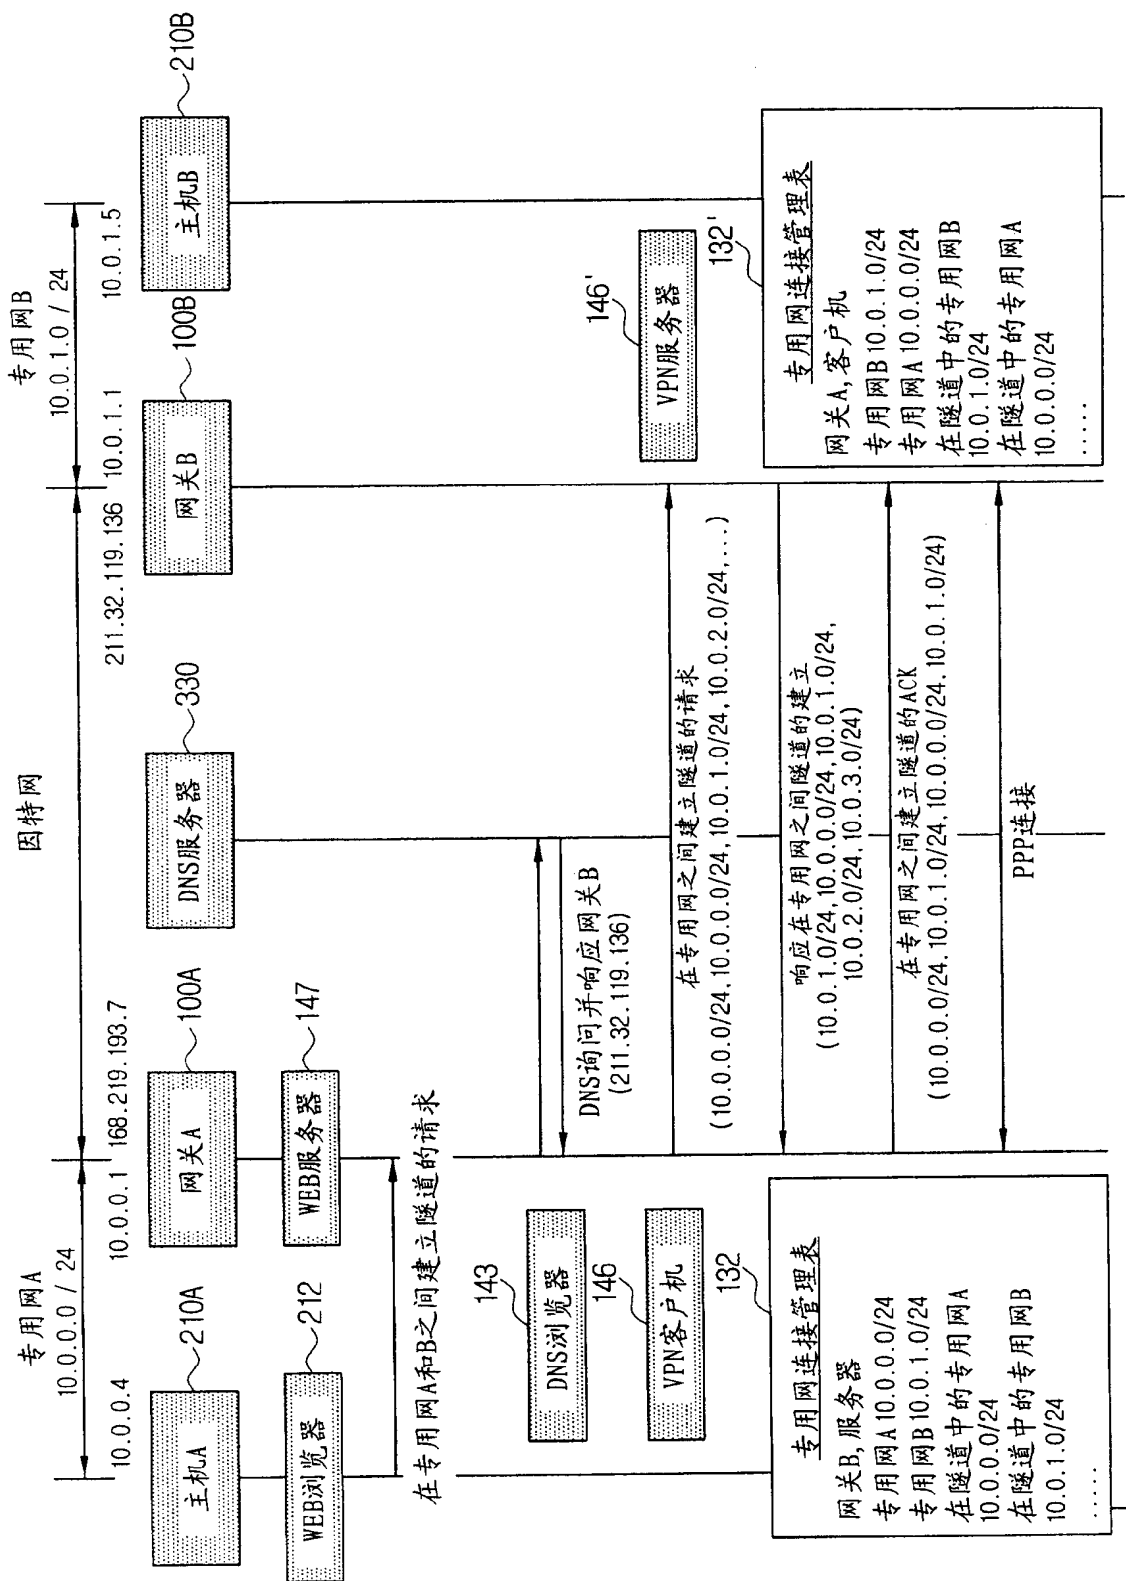 专用网A
10.0.0.0 / 24
因特网
专用网B
10.0.1.0 / 24
10.0.0.4
10.0.0.1
168.219.193.7
211.32.119.136
10.0.1.1
10.0.1.5
210A
100A
330
100B
210B
主机A
网关A
DNS服务器
网关B
主机B
212
147
WEB浏览器
WEB服务器
在专用网A和B之间建立隧道的请求
143
DNS浏览器
DNS询问并响应网关B
(211.32.119.136)
146
VPN客户机
146'
VPN服务器
在专用网之间建立隧道的请求
(10.0.0.0/24,10.0.0.0/24,10.0.1.0/24,10.0.2.0/24,...)
响应在专用网之间隧道的建立
(10.0.1.0/24,10.0.0.0/24,10.0.1.0/24,
10.0.2.0/24,10.0.3.0/24)
在专用网之间建立隧道的ACK
(10.0.0.0/24,10.0.1.0/24,10.0.0.0/24,10.0.1.0/24)
PPP连接
132
专用网连接管理表
网关B,服务器
专用网A10.0.0.0/24
专用网B10.0.1.0/24
在隧道中的专用网A
10.0.0.0/24
在隧道中的专用网B
10.0.1.0/24
.....
132'
专用网连接管理表
网关A,客户机
专用网B10.0.1.0/24
专用网A10.0.0.0/24
在隧道中的专用网B
10.0.1.0/24
在隧道中的专用网A
10.0.0.0/24
.....